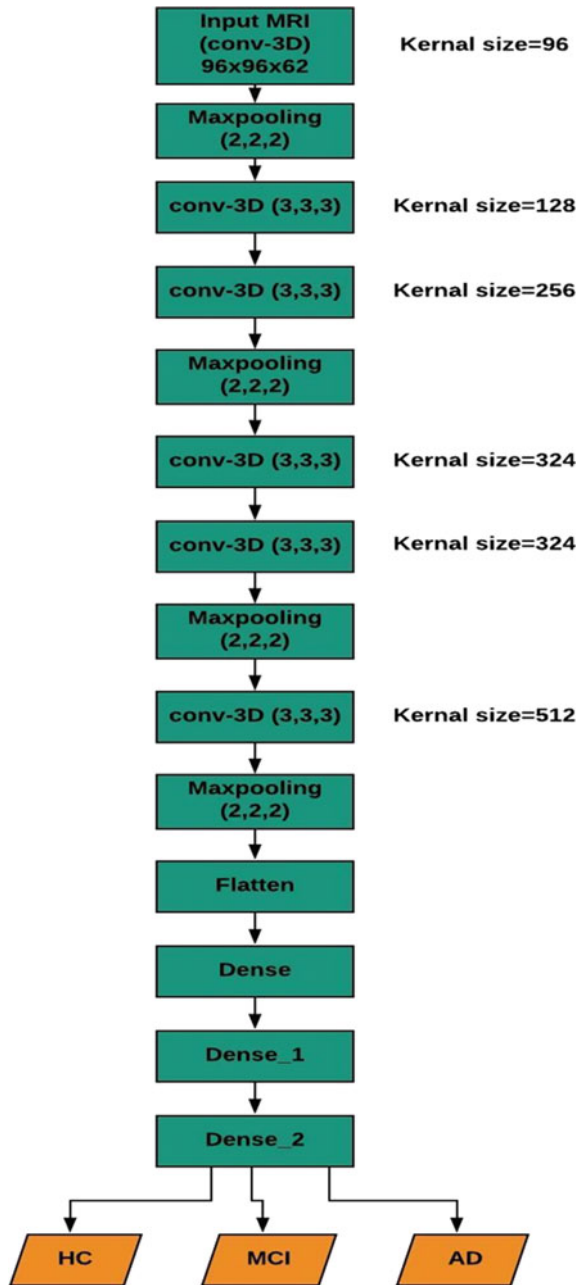 Input MRI
(conv-3D)
96x96x62
Kernal size=96
Maxpooling
(2,2,2)
conv-3D (3,3,3)
Kernal size=128
conv-3D (3,3,3)
Kernal size=256
Maxpooling
(2,2,2)
conv-3D (3,3,3)
Kernal size=324
conv-3D (3,3,3)
Kernal size=324
Maxpooling
(2,2,2)
conv-3D (3,3,3)
Kernal size=512
Maxpooling
(2,2,2)
Flatten
Dense
Dense_1
Dense_2
HC
MCI
AD